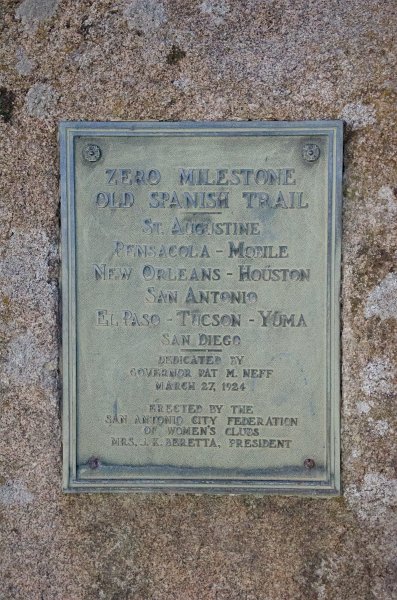 ZERO MILESTONE
OLD SPANISH TRAIL
ST. AUGUSTINE
PENSACOLA - MOBILE
NEW ORLEANS - HOUSTON
SAN ANTONIO
EL PASO - TUCSON - YUMA
SAN DIEGO
DEDICATED BY
GOVERNOR PAT M. NEFF
MARCH 27, 1924
ERECTED BY THE
SAN ANTONIO CITY FEDERATION
OF WOMEN'S CLUBS
MRS. J. K. BERETTA, PRESIDENT